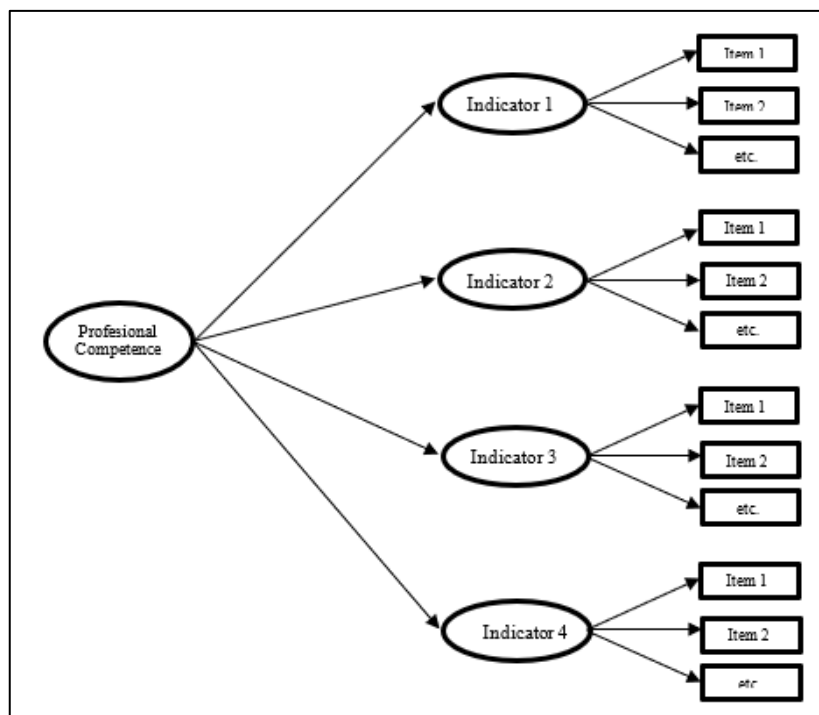 Item 1
Indicator 1
Item 2
etc.
Item 1
Indicator 2
Item 2
etc.
Profesional
Competence
Item 1
Indicator 3
Item 2
etc.
Item 1
Indicator 4
Item 2
etc